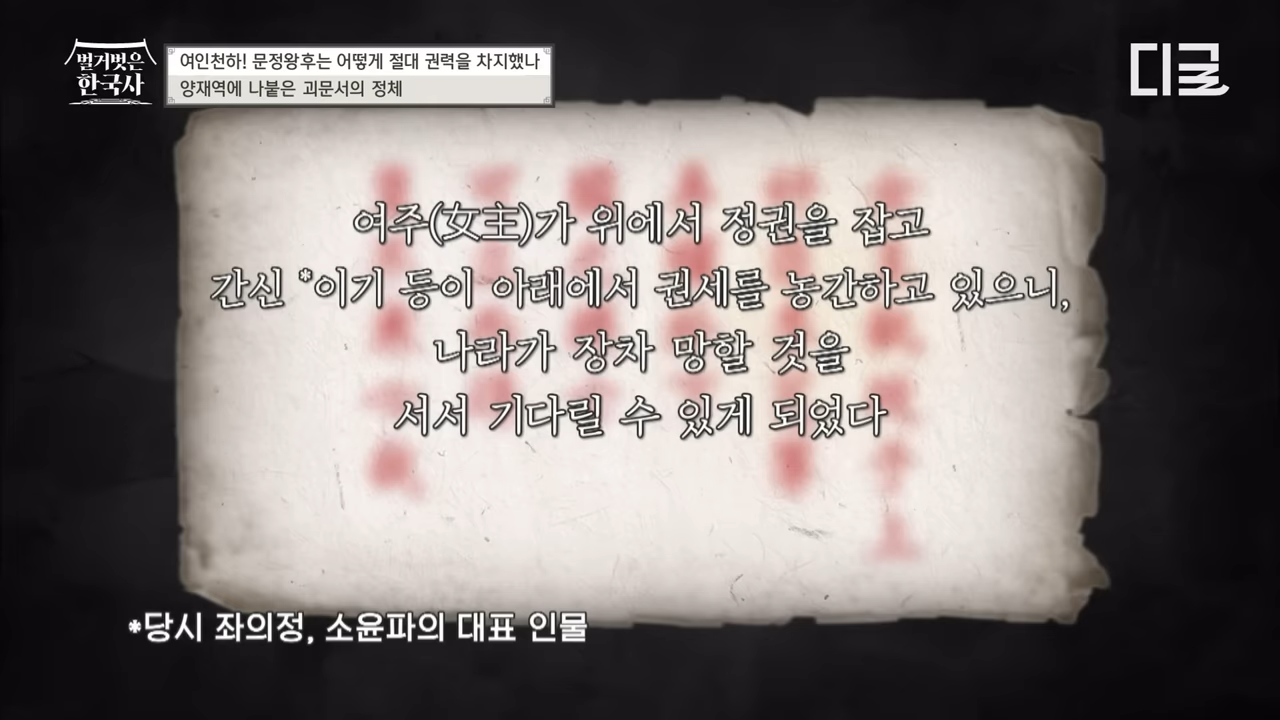 벌거벗은
한국사
여인천하! 문정왕후는 어떻게 절대 권력을 차지했나
양재역에 나붙은 괴문서의 정체
디글
여주(女主)가 위에서 정권을 잡고
간신 *이기 등이 아래에서 권세를 농간하고 있으니,
나라가 장차 망할 것을
서서 기다릴 수 있게 되었다
*당시 좌의정, 소윤파의 대표 인물